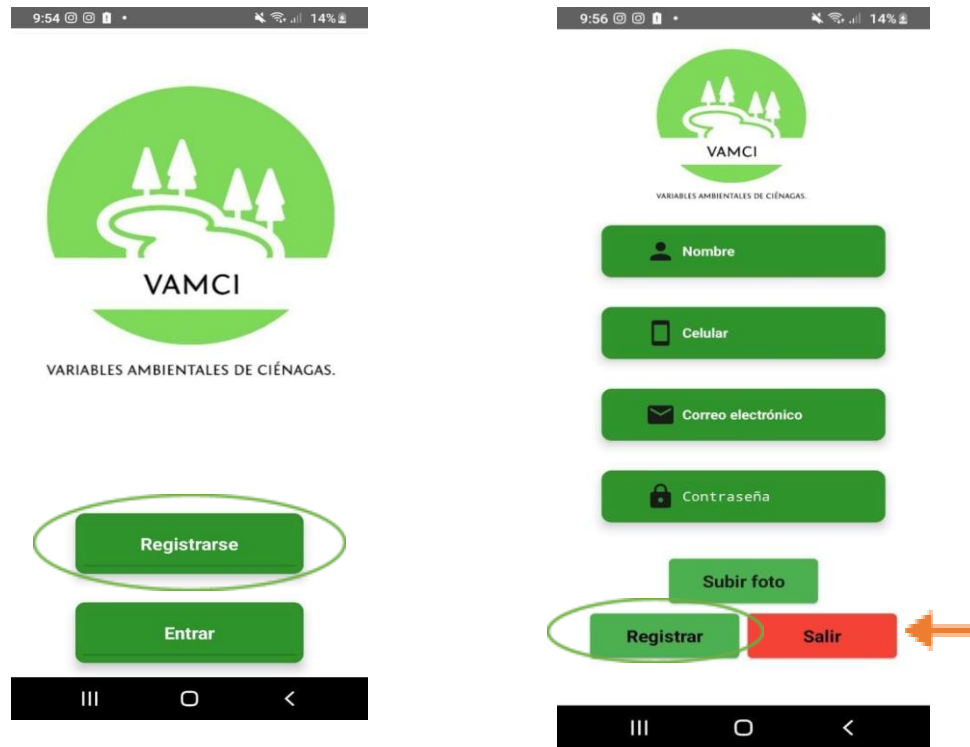 9:54
14%
VAMCI
VARIABLES AMBIENTALES DE CIÉNAGAS.
Registrarse
Entrar
9:56
14%
VAMCI
VARIABLES AMBIENTALES DE CIÉNAGAS.
Nombre
Celular
Correo electrónico
Contraseña
Subir foto
Registrar
Salir